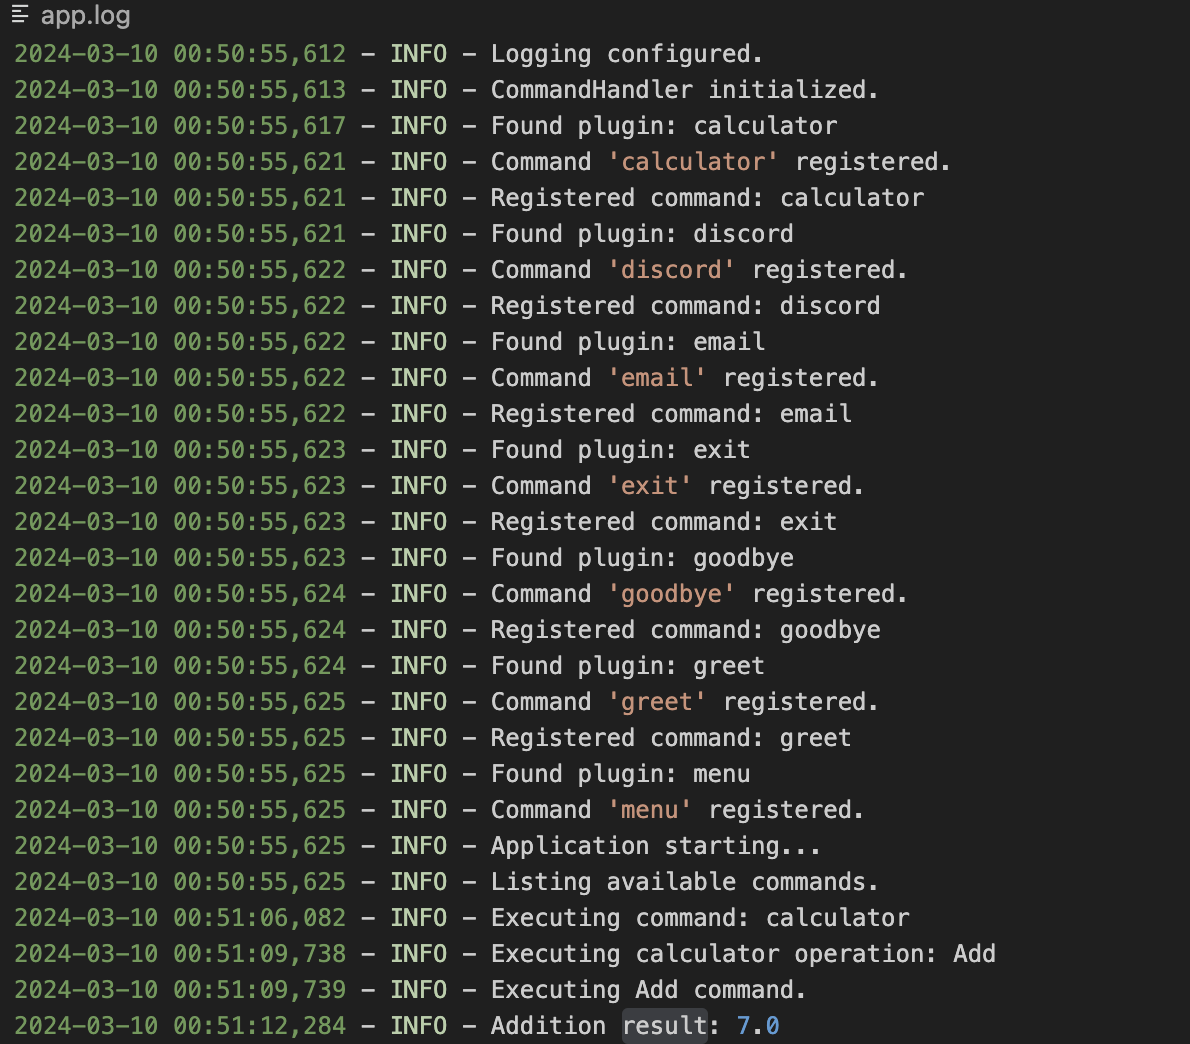 app.log
2024-03-10 00:50:55,612 - INFO - Logging configured.
2024-03-10 00:50:55,613 - INFO - CommandHandler initialized.
2024-03-10 00:50:55,617 - INFO - Found plugin: calculator
2024-03-10 00:50:55,621 - INFO - Command 'calculator' registered.
2024-03-10 00:50:55,621 - INFO - Registered command: calculator
2024-03-10 00:50:55,621 - INFO - Found plugin: discord
2024-03-10 00:50:55,622 - INFO - Command 'discord' registered.
2024-03-10 00:50:55,622 - INFO - Registered command: discord
2024-03-10 00:50:55,622 - INFO - Found plugin: email
2024-03-10 00:50:55,622 - INFO - Command 'email' registered.
2024-03-10 00:50:55,622 - INFO - Registered command: email
2024-03-10 00:50:55,623 - INFO - Found plugin: exit
2024-03-10 00:50:55,623 - INFO - Command 'exit' registered.
2024-03-10 00:50:55,623 - INFO - Registered command: exit
2024-03-10 00:50:55,623 - INFO - Found plugin: goodbye
2024-03-10 00:50:55,624 - INFO - Command 'goodbye' registered.
2024-03-10 00:50:55,624 - INFO - Registered command: goodbye
2024-03-10 00:50:55,624 - INFO - Found plugin: greet
2024-03-10 00:50:55,625 - INFO - Command 'greet' registered.
2024-03-10 00:50:55,625 - INFO - Registered command: greet
2024-03-10 00:50:55,625 - INFO - Found plugin: menu
2024-03-10 00:50:55,625 - INFO - Command 'menu' registered.
2024-03-10 00:50:55,625 - INFO - Application starting...
2024-03-10 00:50:55,625 - INFO - Listing available commands.
2024-03-10 00:51:06,082 - INFO - Executing command: calculator
2024-03-10 00:51:09,738 - INFO - Executing calculator operation: Add
2024-03-10 00:51:09,739 - INFO - Executing Add command.
2024-03-10 00:51:12,284 - INFO - Addition result: 7.0